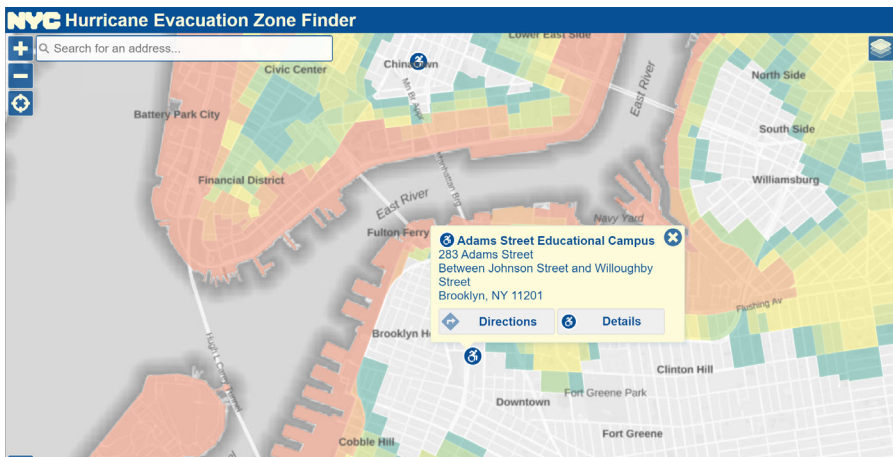 NYC Hurricane Evacuation Zone Finder
Search for an address...
Lower East Side
Civic Center
Chinatown
North Side
Mn Br Appr
East River
Battery Park City
South Side
Manhattan Brg
Financial District
Williamsburg
East River
Navy Yard
Fulton Ferry
Adams Street Educational Campus
283 Adams Street
Between Johnson Street and Willoughby
Street
Brooklyn, NY 11201
Directions
Details
Flushing Av
Brooklyn He
Clinton Hill
Fort Greene Park
Downtown
Fort Greene
Cobble Hill